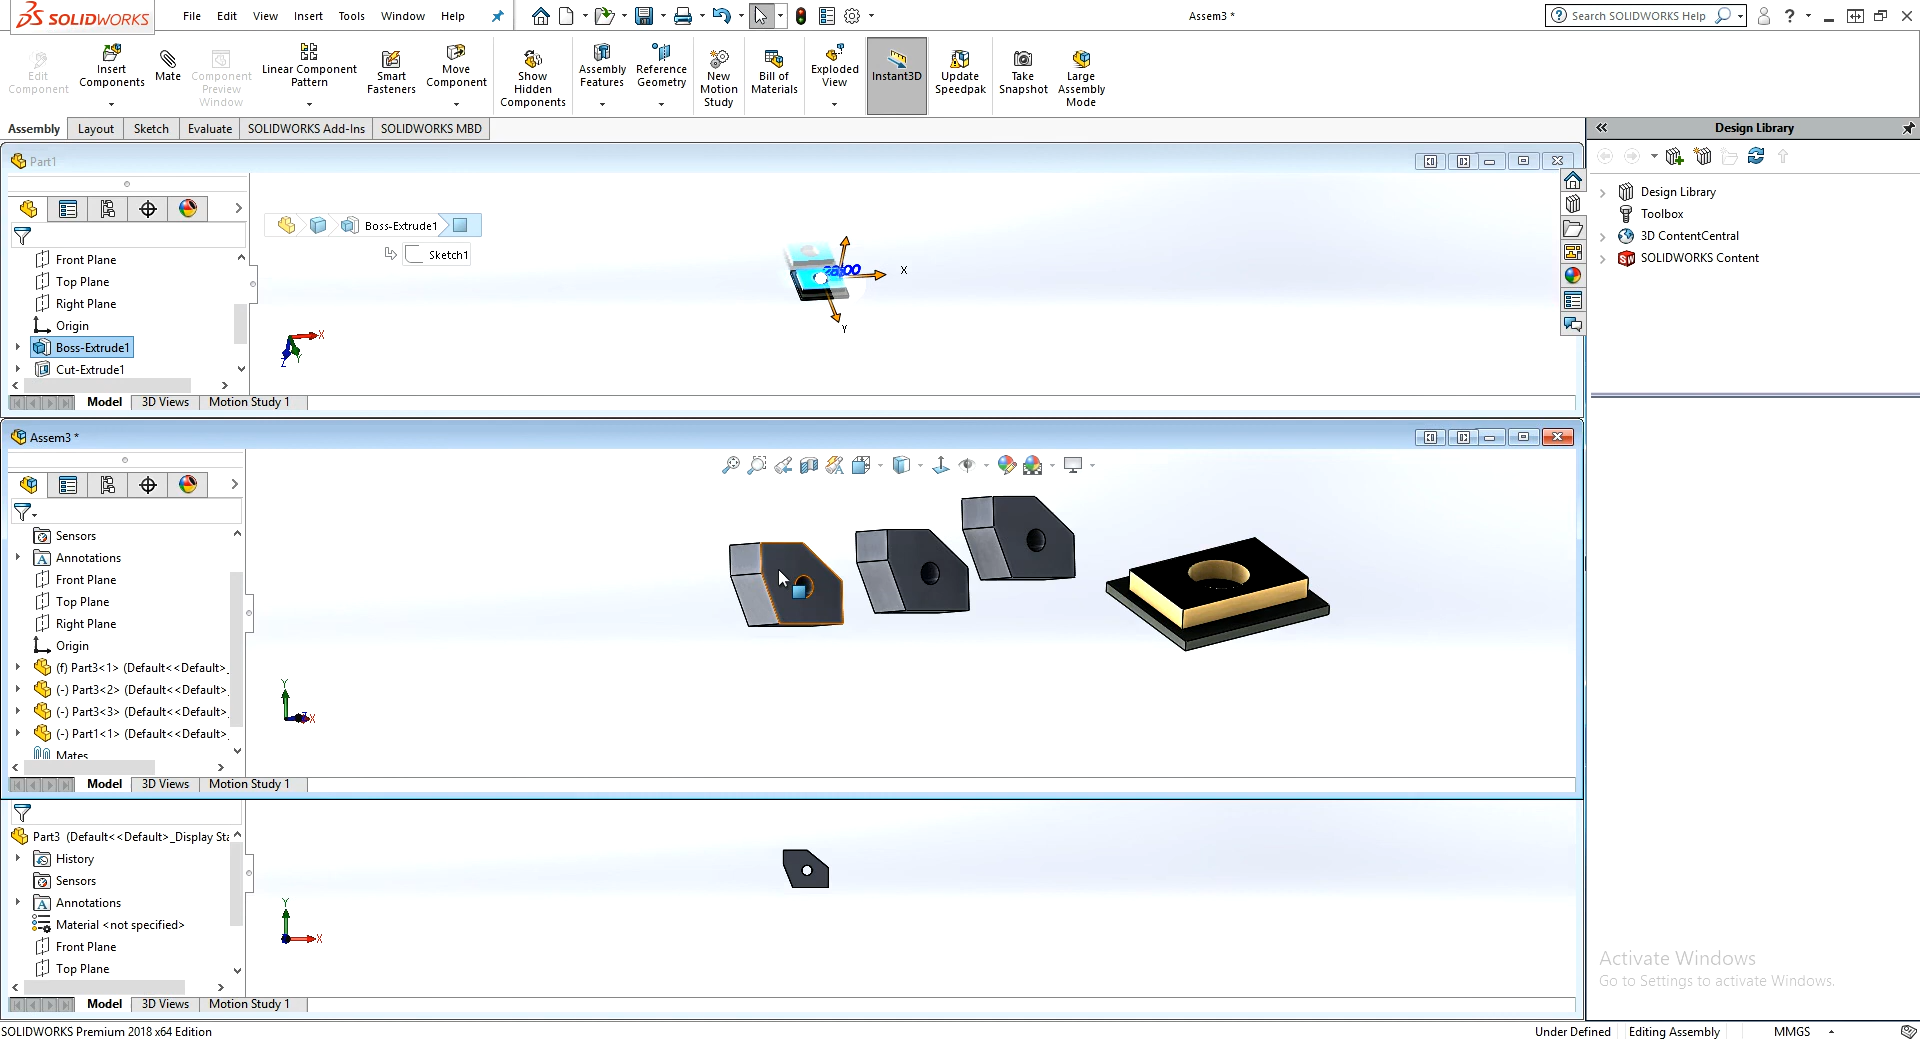 SOLIDWORKS
File Edit View Insert Tools Window Help
Assem3 *
Search SOLIDWORKS Help
Edit Component
Insert Components
Mate
Component Preview Window
Linear Component Pattern
Smart Fasteners
Move Component
Show Hidden Components
Assembly Features
Reference Geometry
New Motion Study
Bill of Materials
Exploded View
Instant3D
Update Speedpak
Take Snapshot
Large Assembly Mode
Assembly Layout Sketch Evaluate SOLIDWORKS Add-Ins SOLIDWORKS MBD
Design Library
Design Library
Toolbox
3D ContentCentral
SOLIDWORKS Content
Part1
Boss-Extrude1
Sketch1
Front Plane
Top Plane
Right Plane
Origin
Boss-Extrude1
Cut-Extrude1
X
Y
X
Y
Z
Model 3D Views Motion Study 1
Assem3 *
Sensors
Annotations
Front Plane
Top Plane
Right Plane
Origin
(f) Part3<1> (Default<<Default>_
(-) Part3<2> (Default<<Default>_
(-) Part3<3> (Default<<Default>_
(-) Part1<1> (Default<<Default>_
Mates
Y
Z
X
Model 3D Views Motion Study 1
Part3 (Default<<Default>_Display Sta
History
Sensors
Annotations
Material <not specified>
Front Plane
Top Plane
Y
X
Model 3D Views Motion Study 1
Activate Windows
Go to Settings to activate Windows.
SOLIDWORKS Premium 2018 x64 Edition
Under Defined Editing Assembly MMGS